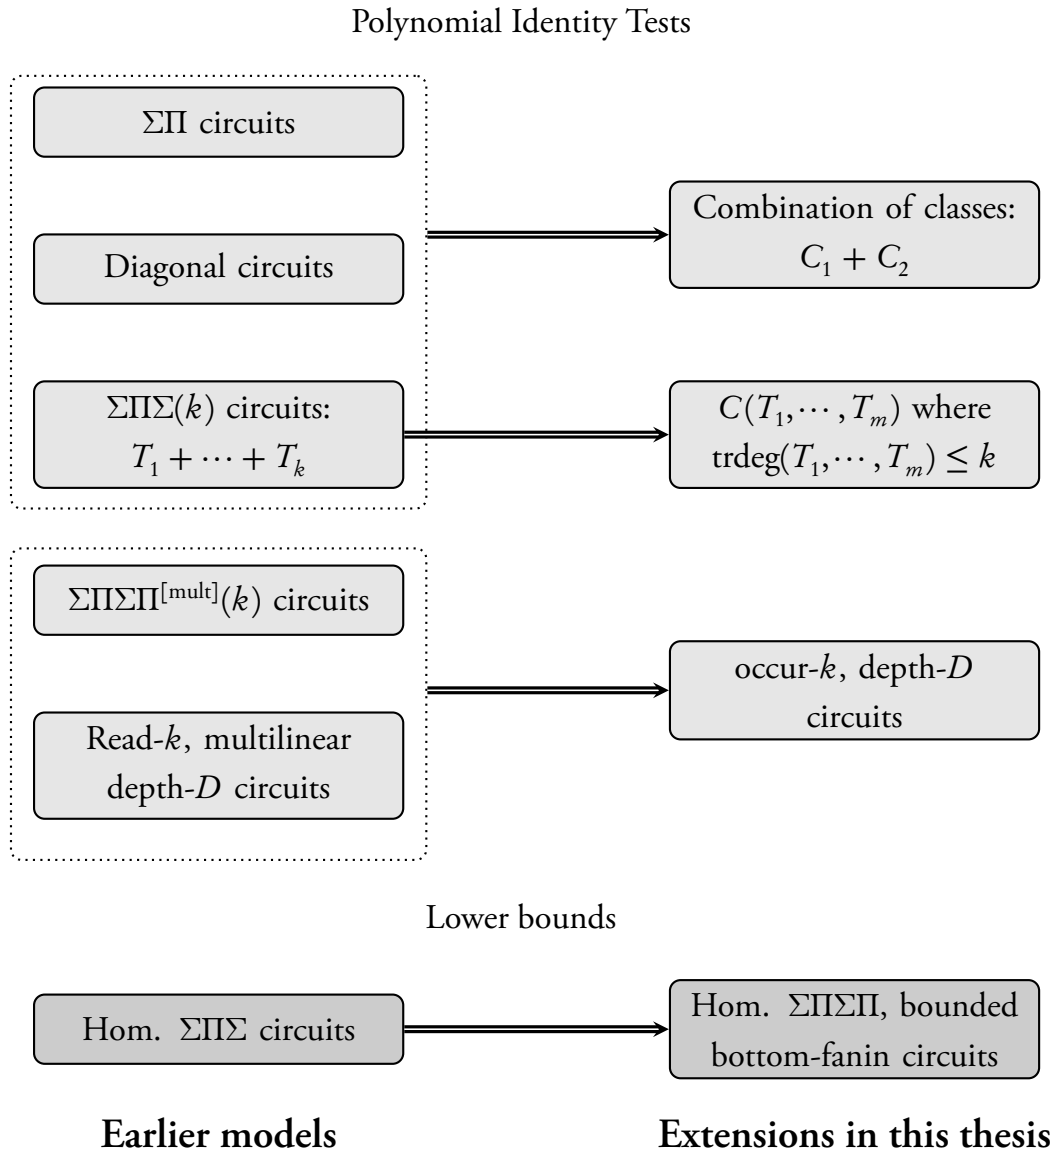 Polynomial Identity Tests
ΣΠ circuits
Diagonal circuits
ΣΠΣ(k) circuits:
T₁ + ⋯ + Tₖ
Combination of classes:
C₁ + C₂
C(T₁, ⋯ , Tₘ) where
trdeg(T₁, ⋯ , Tₘ) ≤ k
ΣΠΣΠ^[mult](k) circuits
Read-k, multilinear
depth-D circuits
occur-k, depth-D
circuits
Lower bounds
Hom. ΣΠΣ circuits
Hom. ΣΠΣΠ, bounded
bottom-fanin circuits
Earlier models
Extensions in this thesis